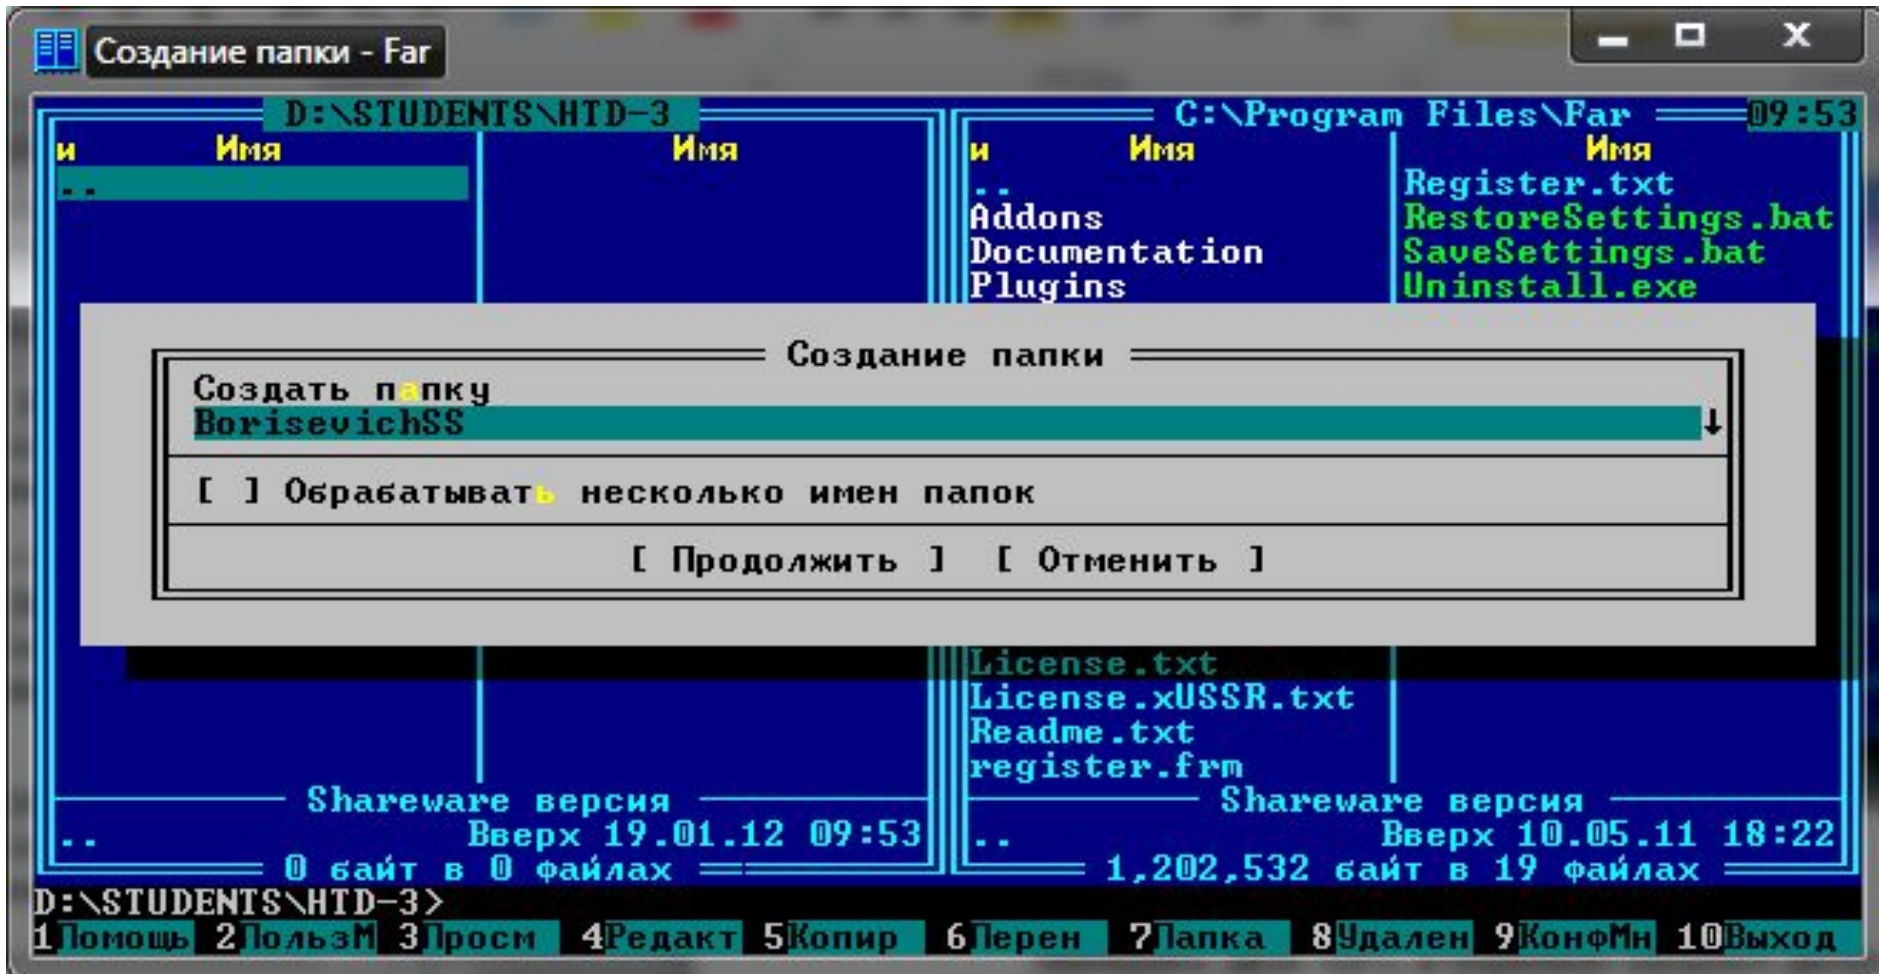 Создание папки - Far
D:\STUDENTS\HTD-3
C:\Program Files\Far 09:53
и Имя Имя
и Имя Имя
..
..
Addons
Documentation
Plugins
Register.txt
RestoreSettings.bat
SaveSettings.bat
Uninstall.exe
Создание папки
Создать папку
BorisevichSS
[ ] Обрабатывать несколько имен папок
[ Продолжить ] [ Отменить ]
License.txt
License.xUSSR.txt
Readme.txt
register.frm
Shareware версия
.. Вверх 19.01.12 09:53
0 байт в 0 файлах
Shareware версия
.. Вверх 10.05.11 18:22
1,202,532 байт в 19 файлах
D:\STUDENTS\HTD-3>
1Помощь 2ПользМ 3Просм 4Редакт 5Копир 6Перен 7Папка 8Удален 9КонфМн 10Выход